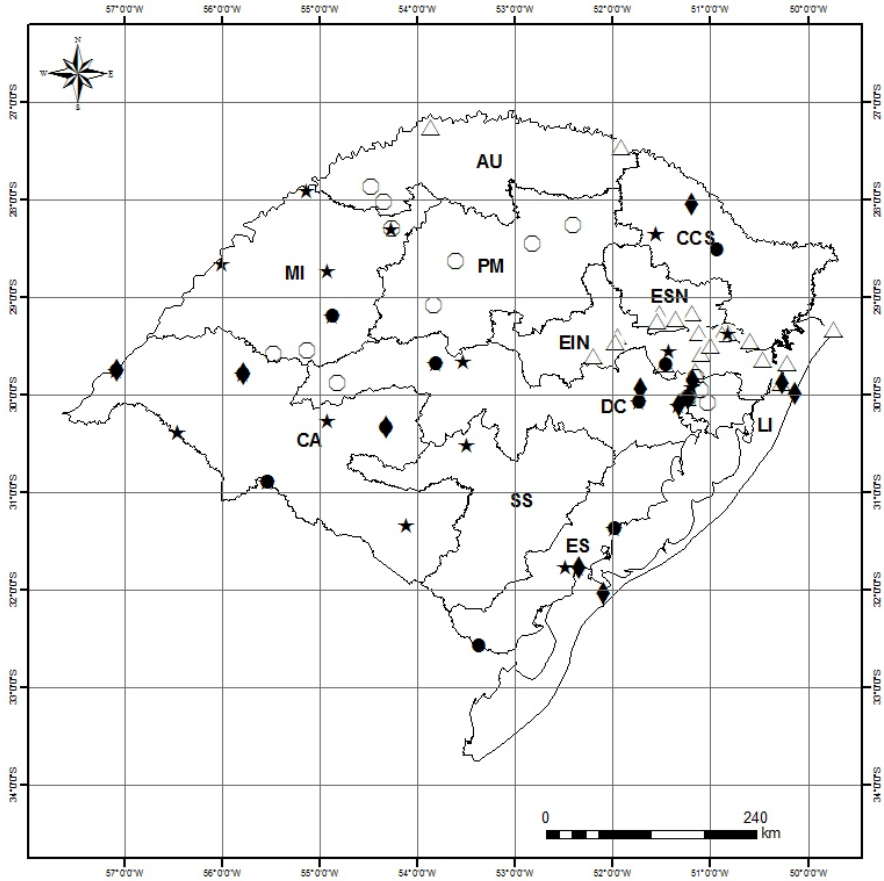 57°0'0"W 56°0'0"W 55°0'0"W 54°0'0"W 53°0'0"W 52°0'0"W 51°0'0"W 50°0'0"W
N
W E
S
27°0'0"S 27°0'0"S
AU
28°0'0"S 28°0'0"S
CCS
MI PM
29°0'0"S ESN 29°0'0"S
EIN
30°0'0"S DC 30°0'0"S
LI
CA
31°0'0"S SS 31°0'0"S
ES
32°0'0"S 32°0'0"S
33°0'0"S 33°0'0"S
34°0'0"S 34°0'0"S
0 240
km
57°0'0"W 56°0'0"W 55°0'0"W 54°0'0"W 53°0'0"W 52°0'0"W 51°0'0"W 50°0'0"W